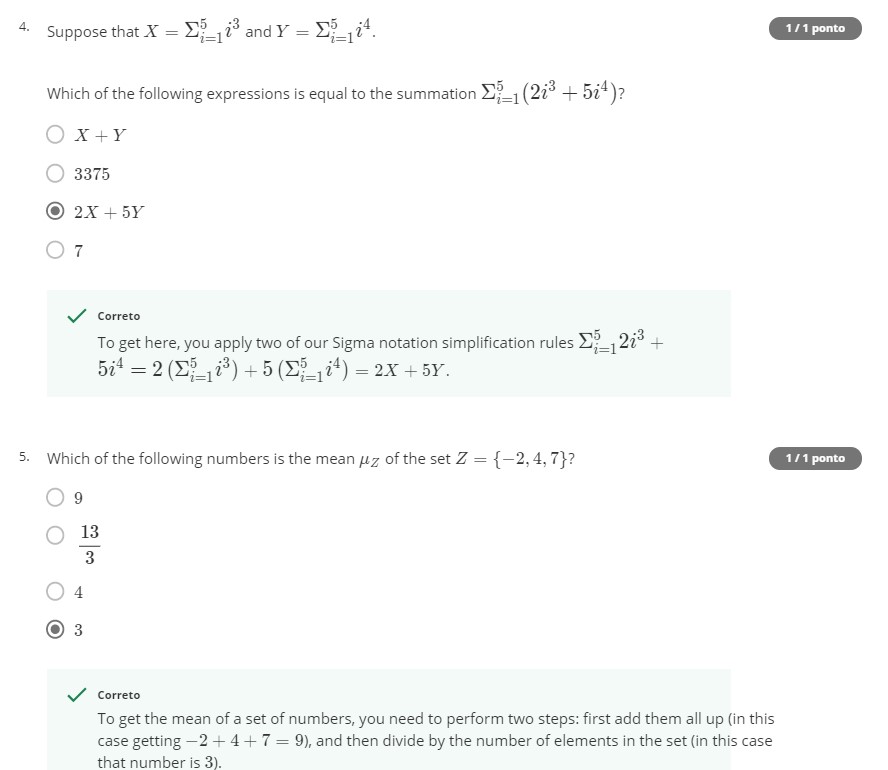 4. Suppose that $X = \Sigma_{i=1}^{5} i^3$ and $Y = \Sigma_{i=1}^{5} i^4$.
1 / 1 ponto
Which of the following expressions is equal to the summation $\Sigma_{i=1}^{5}(2i^3 + 5i^4)$?
$X + Y$
3375
$2X + 5Y$
7
Correto
To get here, you apply two of our Sigma notation simplification rules $\Sigma_{i=1}^{5} 2i^3 +$
$5i^4 = 2\left(\Sigma_{i=1}^{5} i^3\right) + 5\left(\Sigma_{i=1}^{5} i^4\right) = 2X + 5Y.$
5. Which of the following numbers is the mean $\mu_Z$ of the set $Z = \{-2, 4, 7\}$?
1 / 1 ponto
9
$\frac{13}{3}$
4
3
Correto
To get the mean of a set of numbers, you need to perform two steps: first add them all up (in this
case getting $-2 + 4 + 7 = 9$), and then divide by the number of elements in the set (in this case
that number is 3).